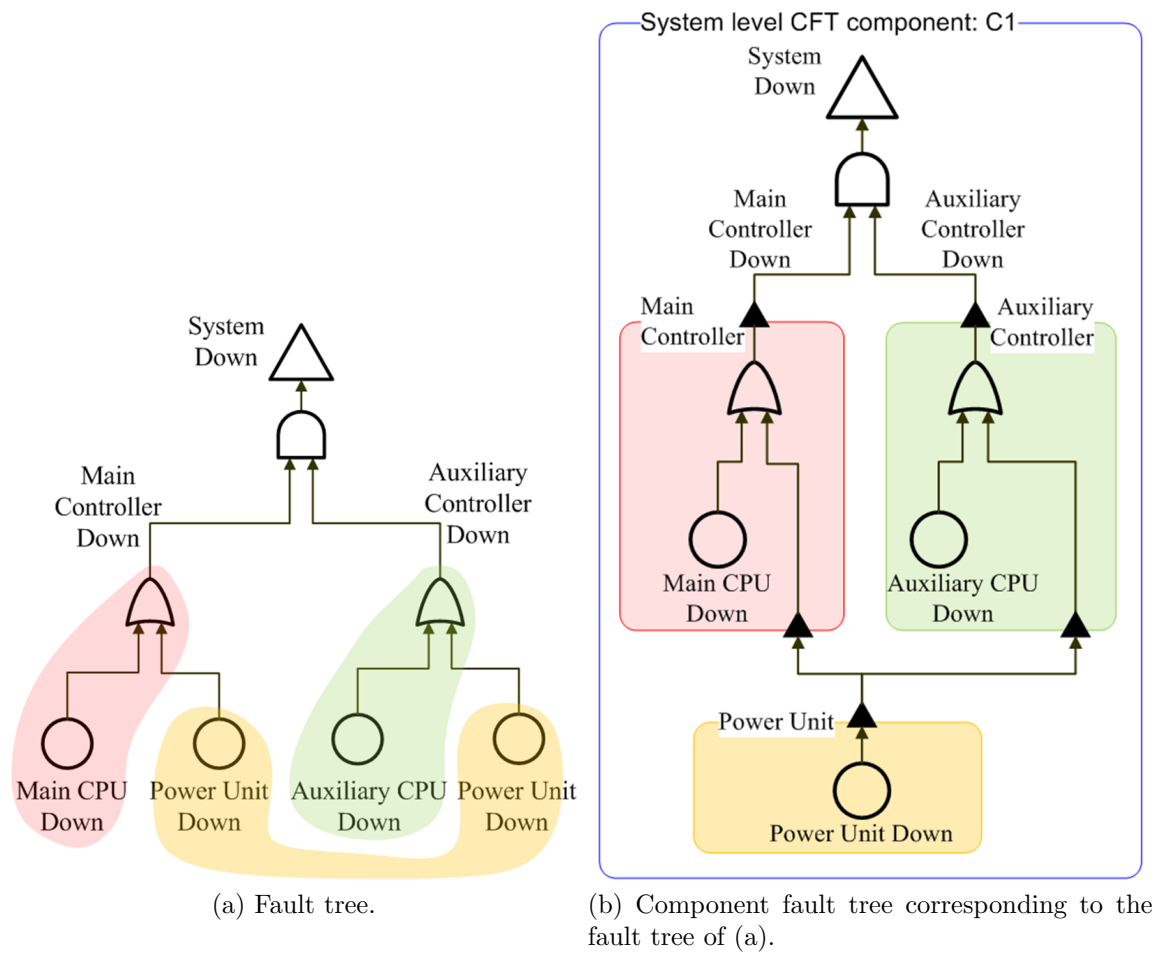 System
Down
Main
Controller
Down
Auxiliary
Controller
Down
Main CPU
Down
Power Unit
Down
Auxiliary CPU
Down
Power Unit
Down
(a) Fault tree.
System level CFT component: C1
System
Down
Main
Controller
Down
Auxiliary
Controller
Down
Main
Controller
Auxiliary
Controller
Main CPU
Down
Auxiliary CPU
Down
Power Unit
Power Unit Down
(b) Component fault tree corresponding to the
fault tree of (a).